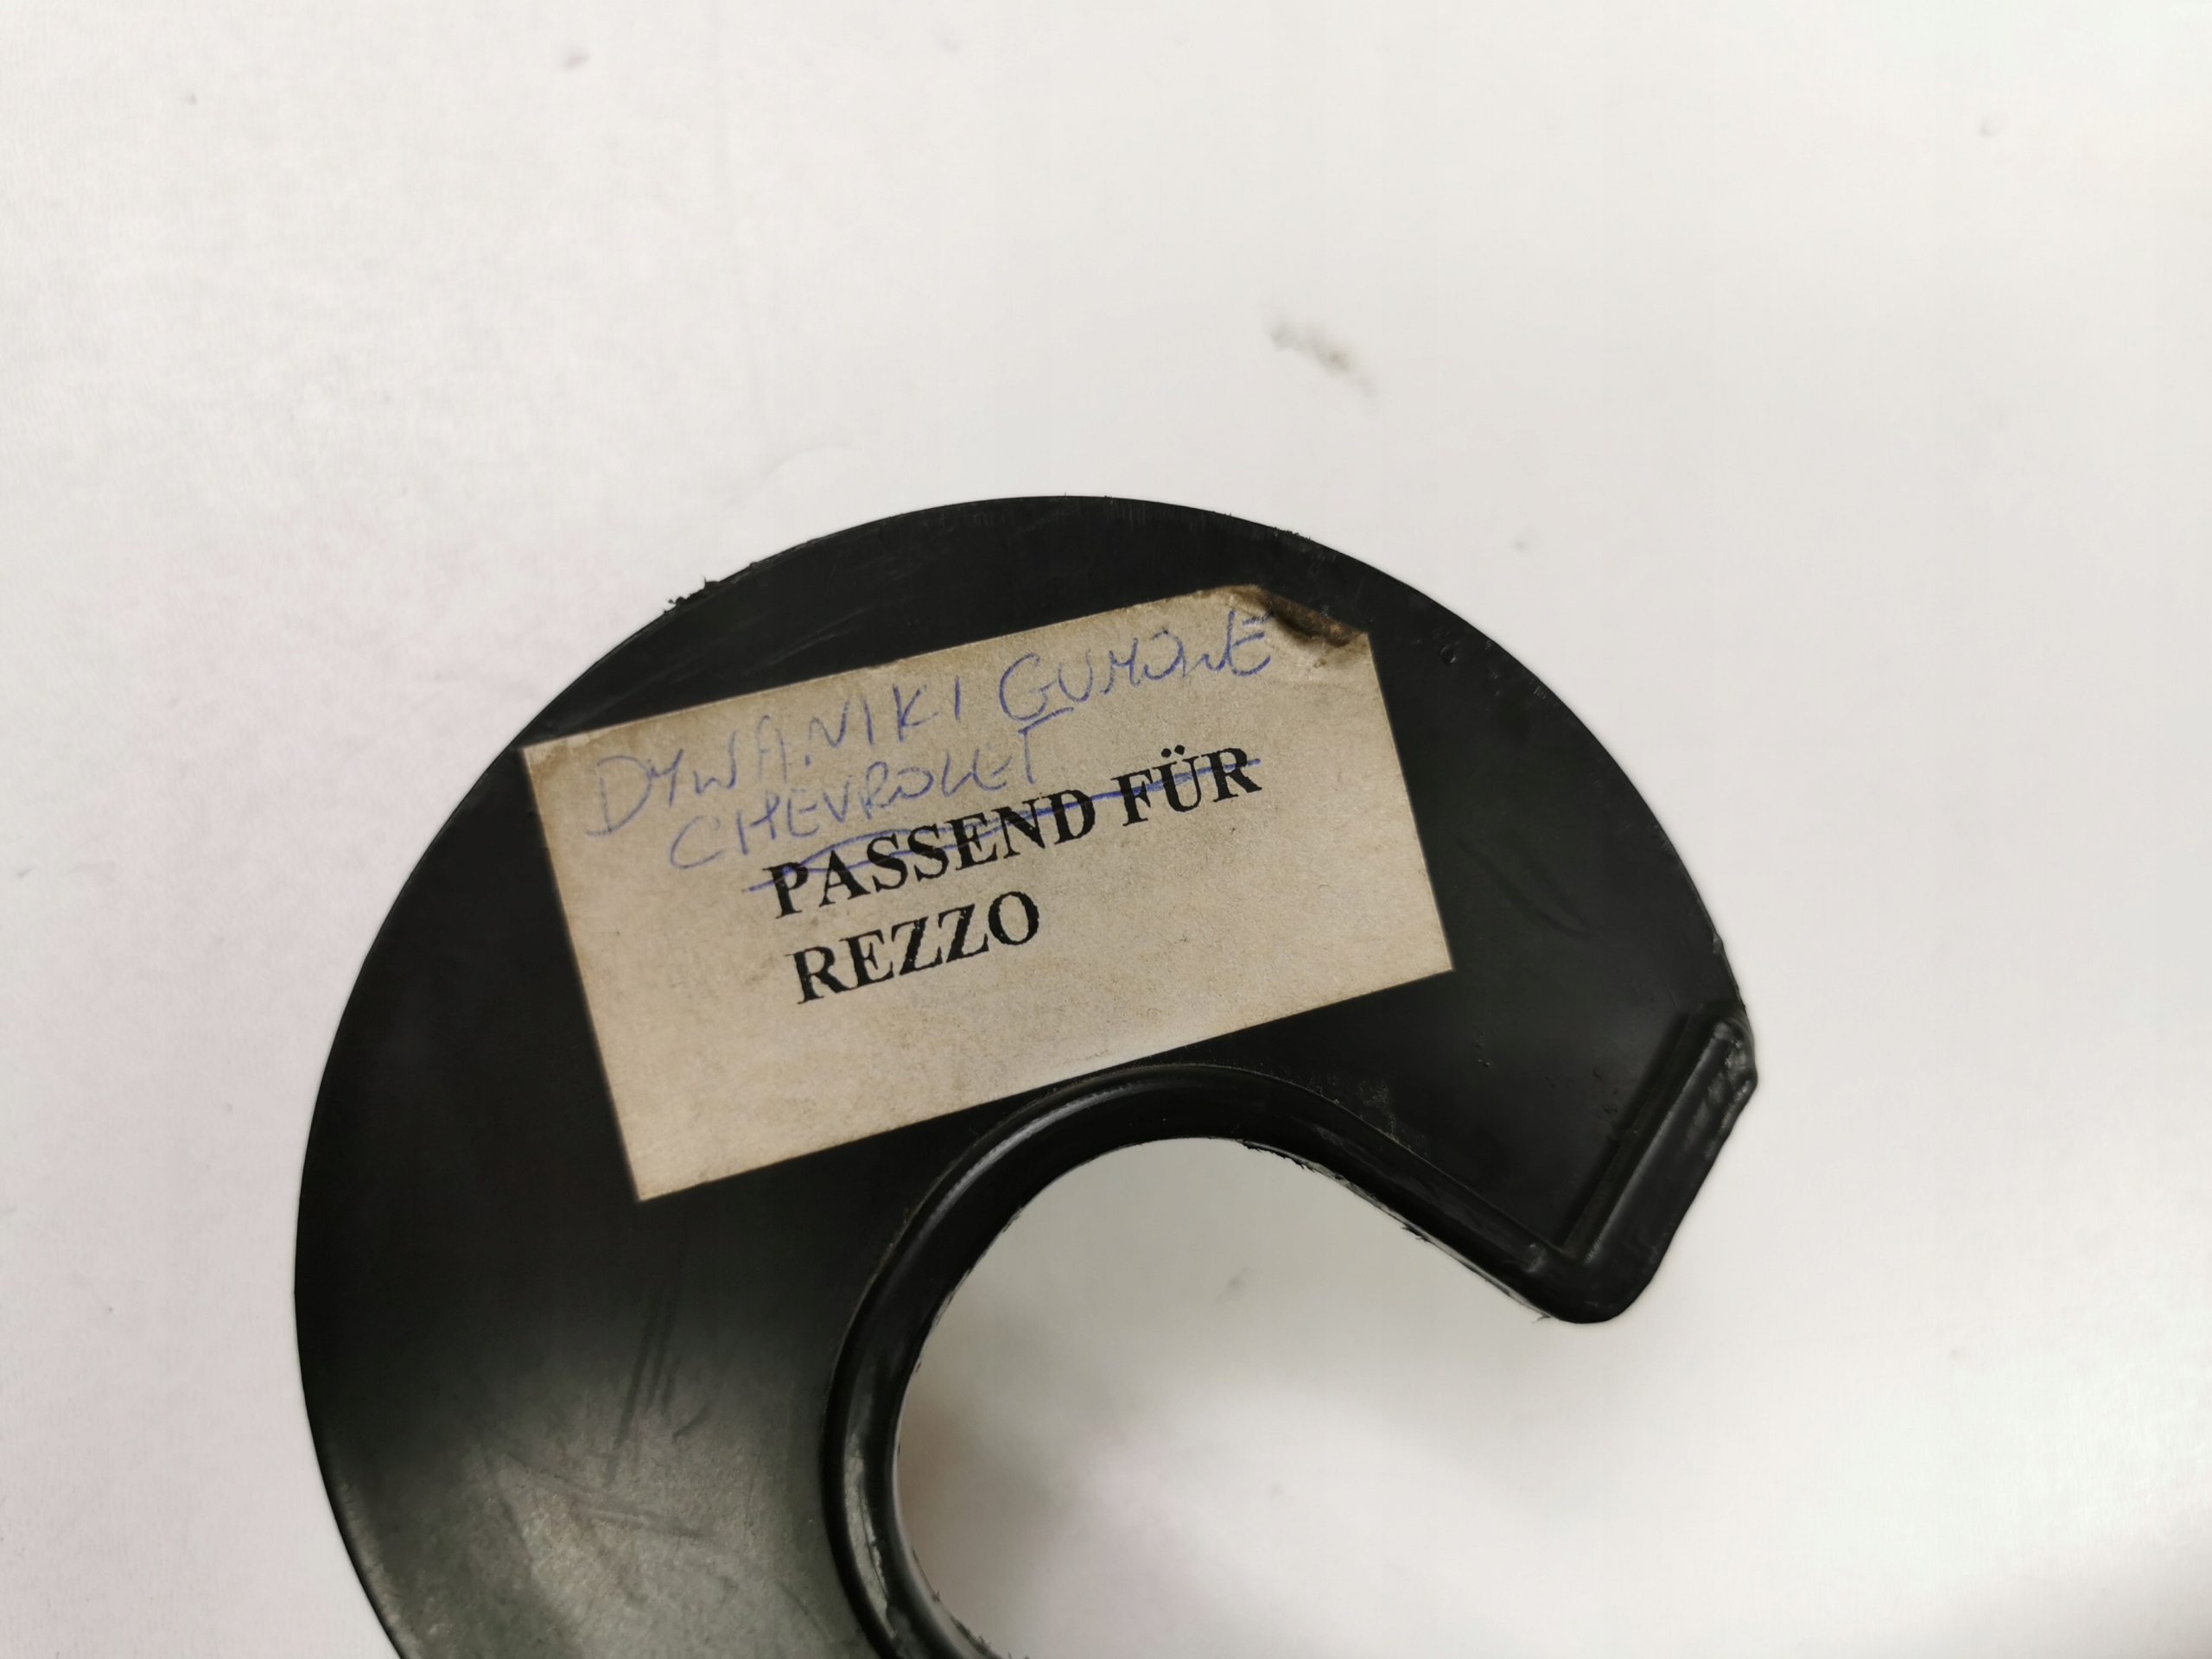 DYWANIKI GUMOWE
CHEVROLET
PASSEND FÜR
REZZO